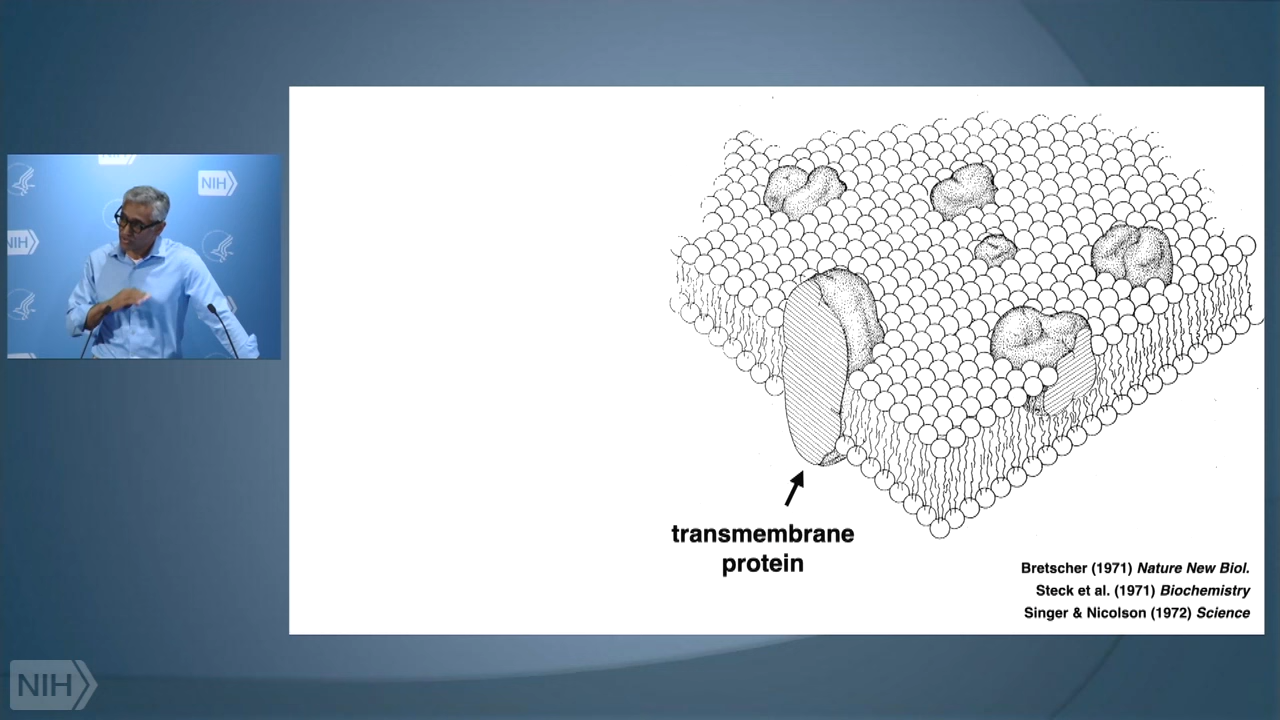 NIH
NIH
NIH
transmembrane
protein
Bretscher (1971) Nature New Biol.
Steck et al. (1971) Biochemistry
Singer & Nicolson (1972) Science
NIH